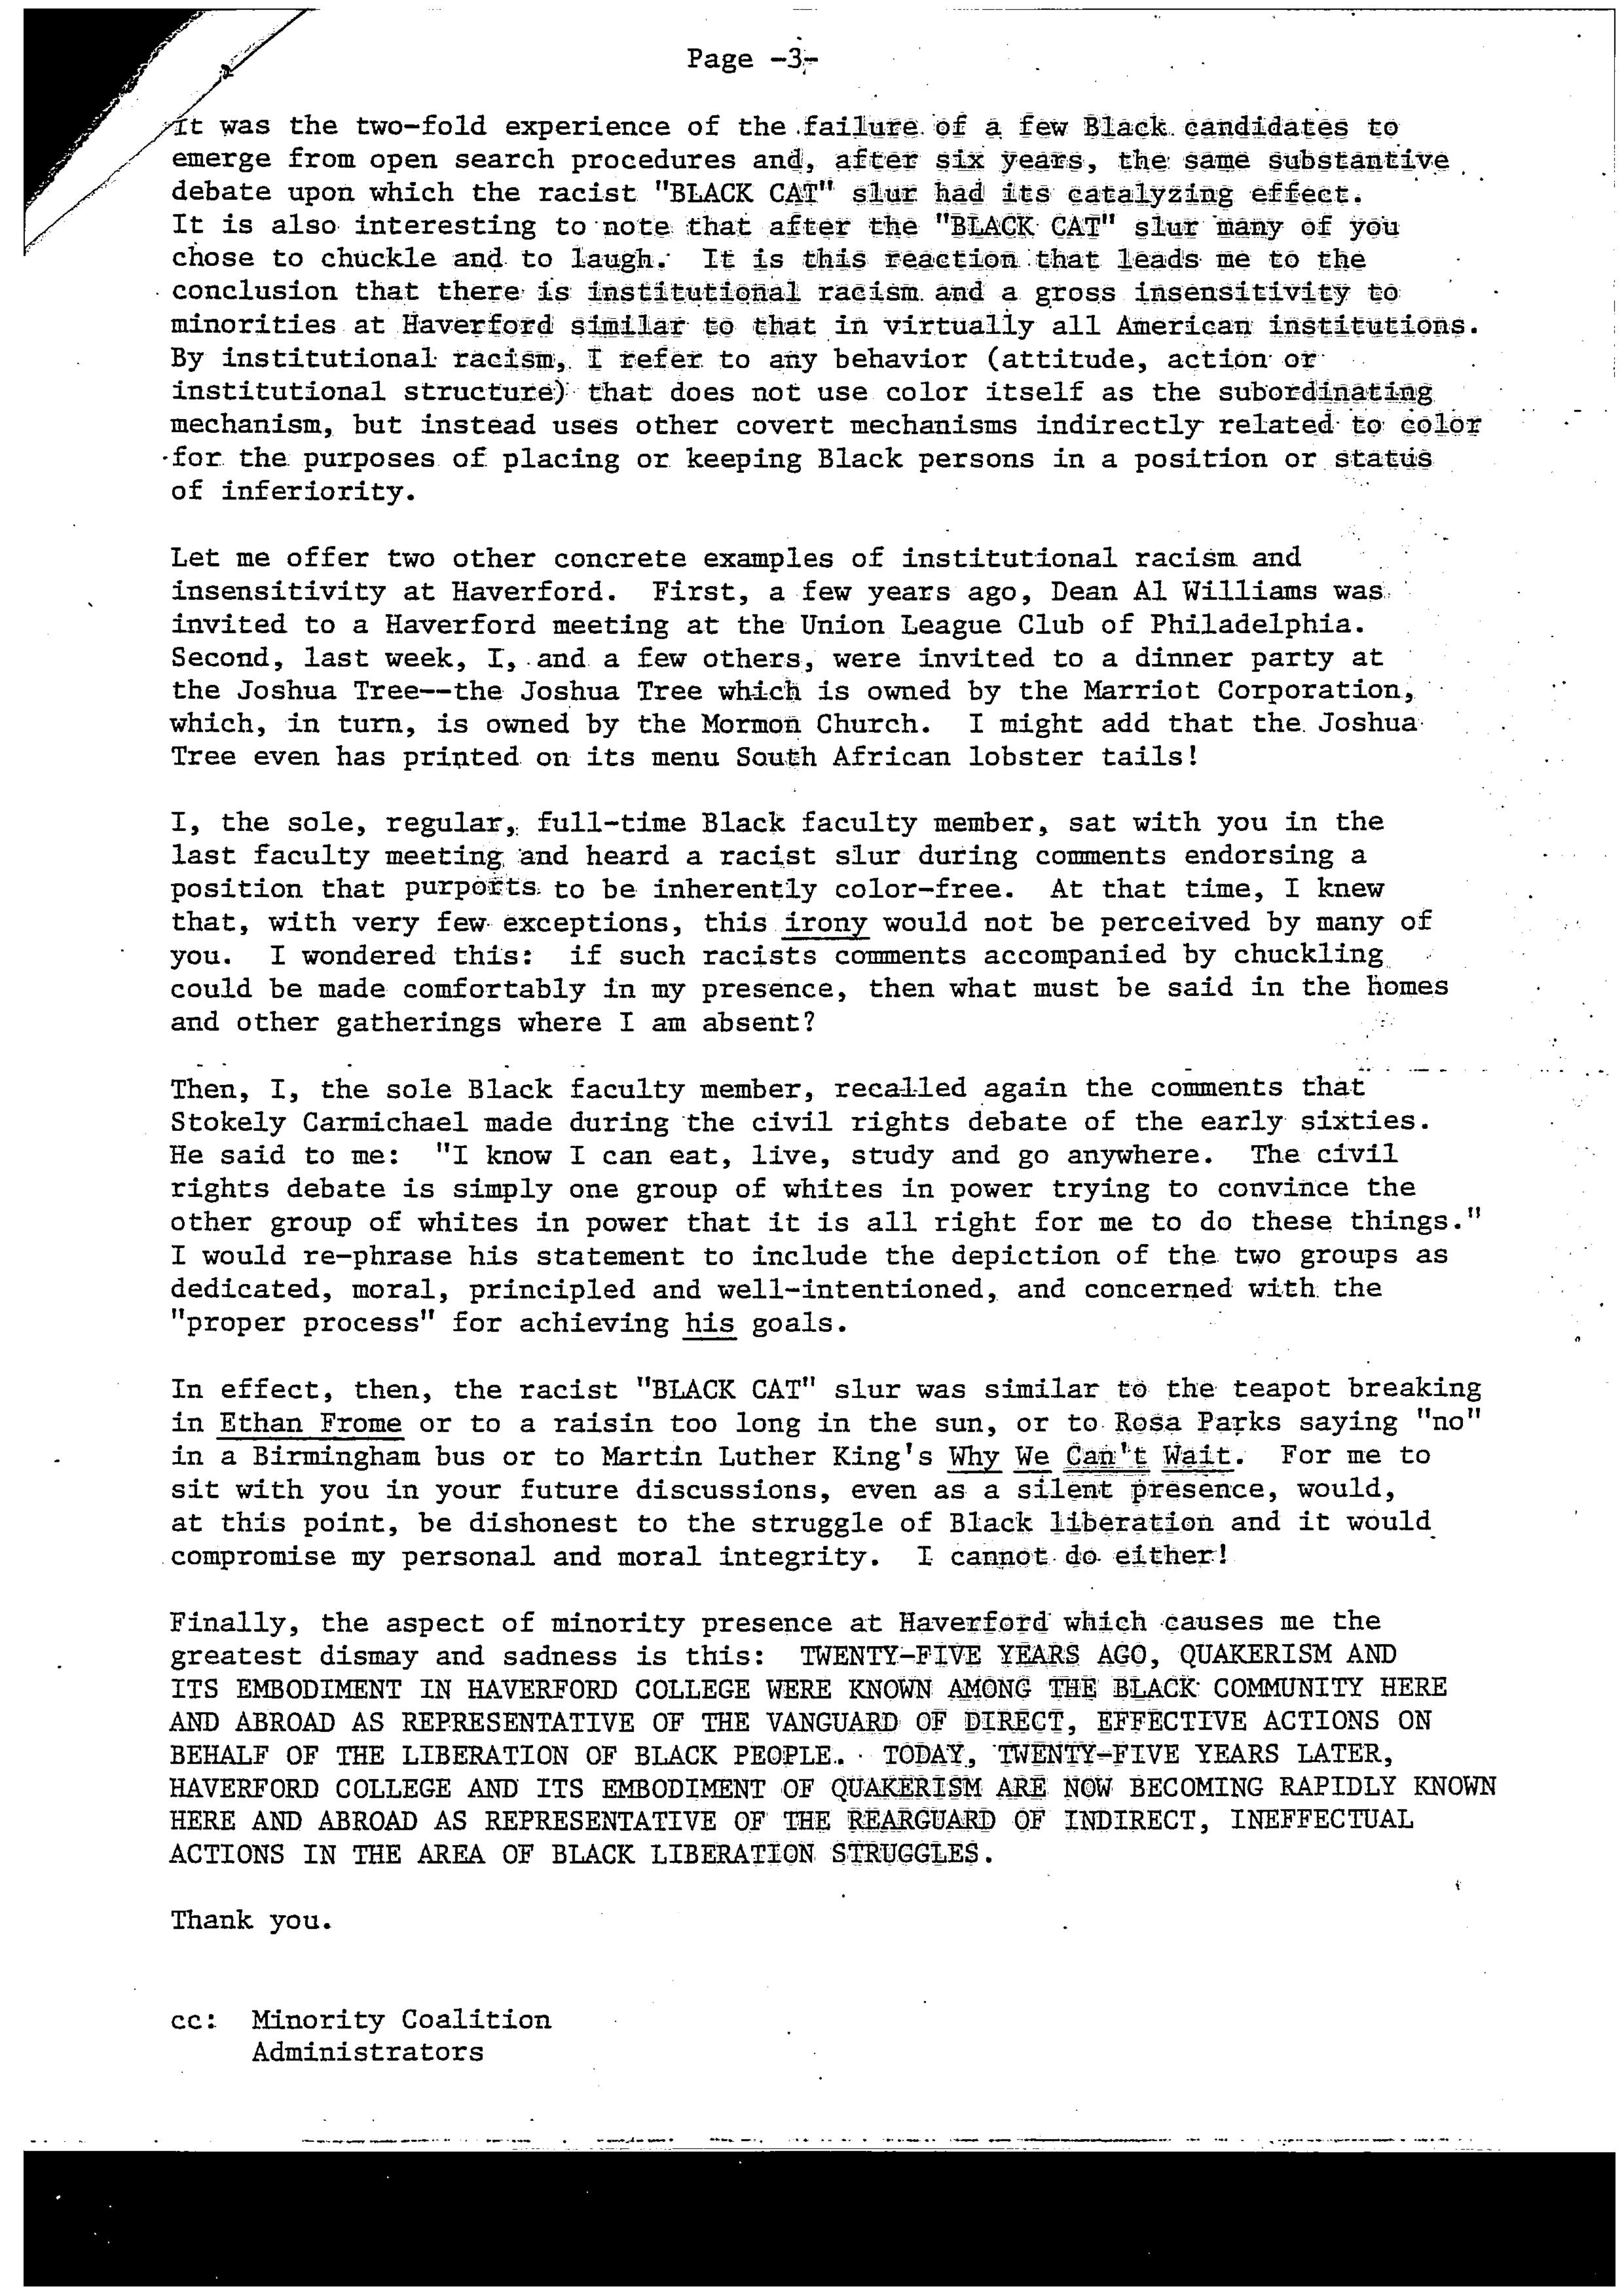 Page -3-
It was the two-fold experience of the failure of a few Black candidates to
emerge from open search procedures and, after six years, the same substantive
debate upon which the racist "BLACK CAT" slur had its catalyzing effect.
It is also interesting to note that after the "BLACK CAT" slur many of you
chose to chuckle and to laugh. It is this reaction that leads me to the
conclusion that there is institutional racism and a gross insensitivity to
minorities at Haverford similar to that in virtually all American institutions.
By institutional racism, I refer to any behavior (attitude, action or
institutional structure) that does not use color itself as the subordinating
mechanism, but instead uses other covert mechanisms indirectly related to color
for the purposes of placing or keeping Black persons in a position or status
of inferiority.
Let me offer two other concrete examples of institutional racism and
insensitivity at Haverford. First, a few years ago, Dean Al Williams was
invited to a Haverford meeting at the Union League Club of Philadelphia.
Second, last week, I, and a few others, were invited to a dinner party at
the Joshua Tree--the Joshua Tree which is owned by the Marriot Corporation,
which, in turn, is owned by the Mormon Church. I might add that the Joshua
Tree even has printed on its menu South African lobster tails!
I, the sole, regular, full-time Black faculty member, sat with you in the
last faculty meeting and heard a racist slur during comments endorsing a
position that purports to be inherently color-free. At that time, I knew
that, with very few exceptions, this irony would not be perceived by many of
you. I wondered this: if such racists comments accompanied by chuckling
could be made comfortably in my presence, then what must be said in the homes
and other gatherings where I am absent?
Then, I, the sole Black faculty member, recalled again the comments that
Stokely Carmichael made during the civil rights debate of the early sixties.
He said to me: "I know I can eat, live, study and go anywhere. The civil
rights debate is simply one group of whites in power trying to convince the
other group of whites in power that it is all right for me to do these things."
I would re-phrase his statement to include the depiction of the two groups as
dedicated, moral, principled and well-intentioned, and concerned with the
"proper process" for achieving his goals.
In effect, then, the racist "BLACK CAT" slur was similar to the teapot breaking
in Ethan Frome or to a raisin too long in the sun, or to Rosa Parks saying "no"
in a Birmingham bus or to Martin Luther King's Why We Can't Wait. For me to
sit with you in your future discussions, even as a silent presence, would,
at this point, be dishonest to the struggle of Black liberation and it would
compromise my personal and moral integrity. I cannot do either!
Finally, the aspect of minority presence at Haverford which causes me the
greatest dismay and sadness is this: TWENTY-FIVE YEARS AGO, QUAKERISM AND
ITS EMBODIMENT IN HAVERFORD COLLEGE WERE KNOWN AMONG THE BLACK COMMUNITY HERE
AND ABROAD AS REPRESENTATIVE OF THE VANGUARD OF DIRECT, EFFECTIVE ACTIONS ON
BEHALF OF THE LIBERATION OF BLACK PEOPLE. TODAY, TWENTY-FIVE YEARS LATER,
HAVERFORD COLLEGE AND ITS EMBODIMENT OF QUAKERISM ARE NOW BECOMING RAPIDLY KNOWN
HERE AND ABROAD AS REPRESENTATIVE OF THE REARGUARD OF INDIRECT, INEFFECTUAL
ACTIONS IN THE AREA OF BLACK LIBERATION STRUGGLES.
Thank you.
cc: Minority Coalition
Administrators